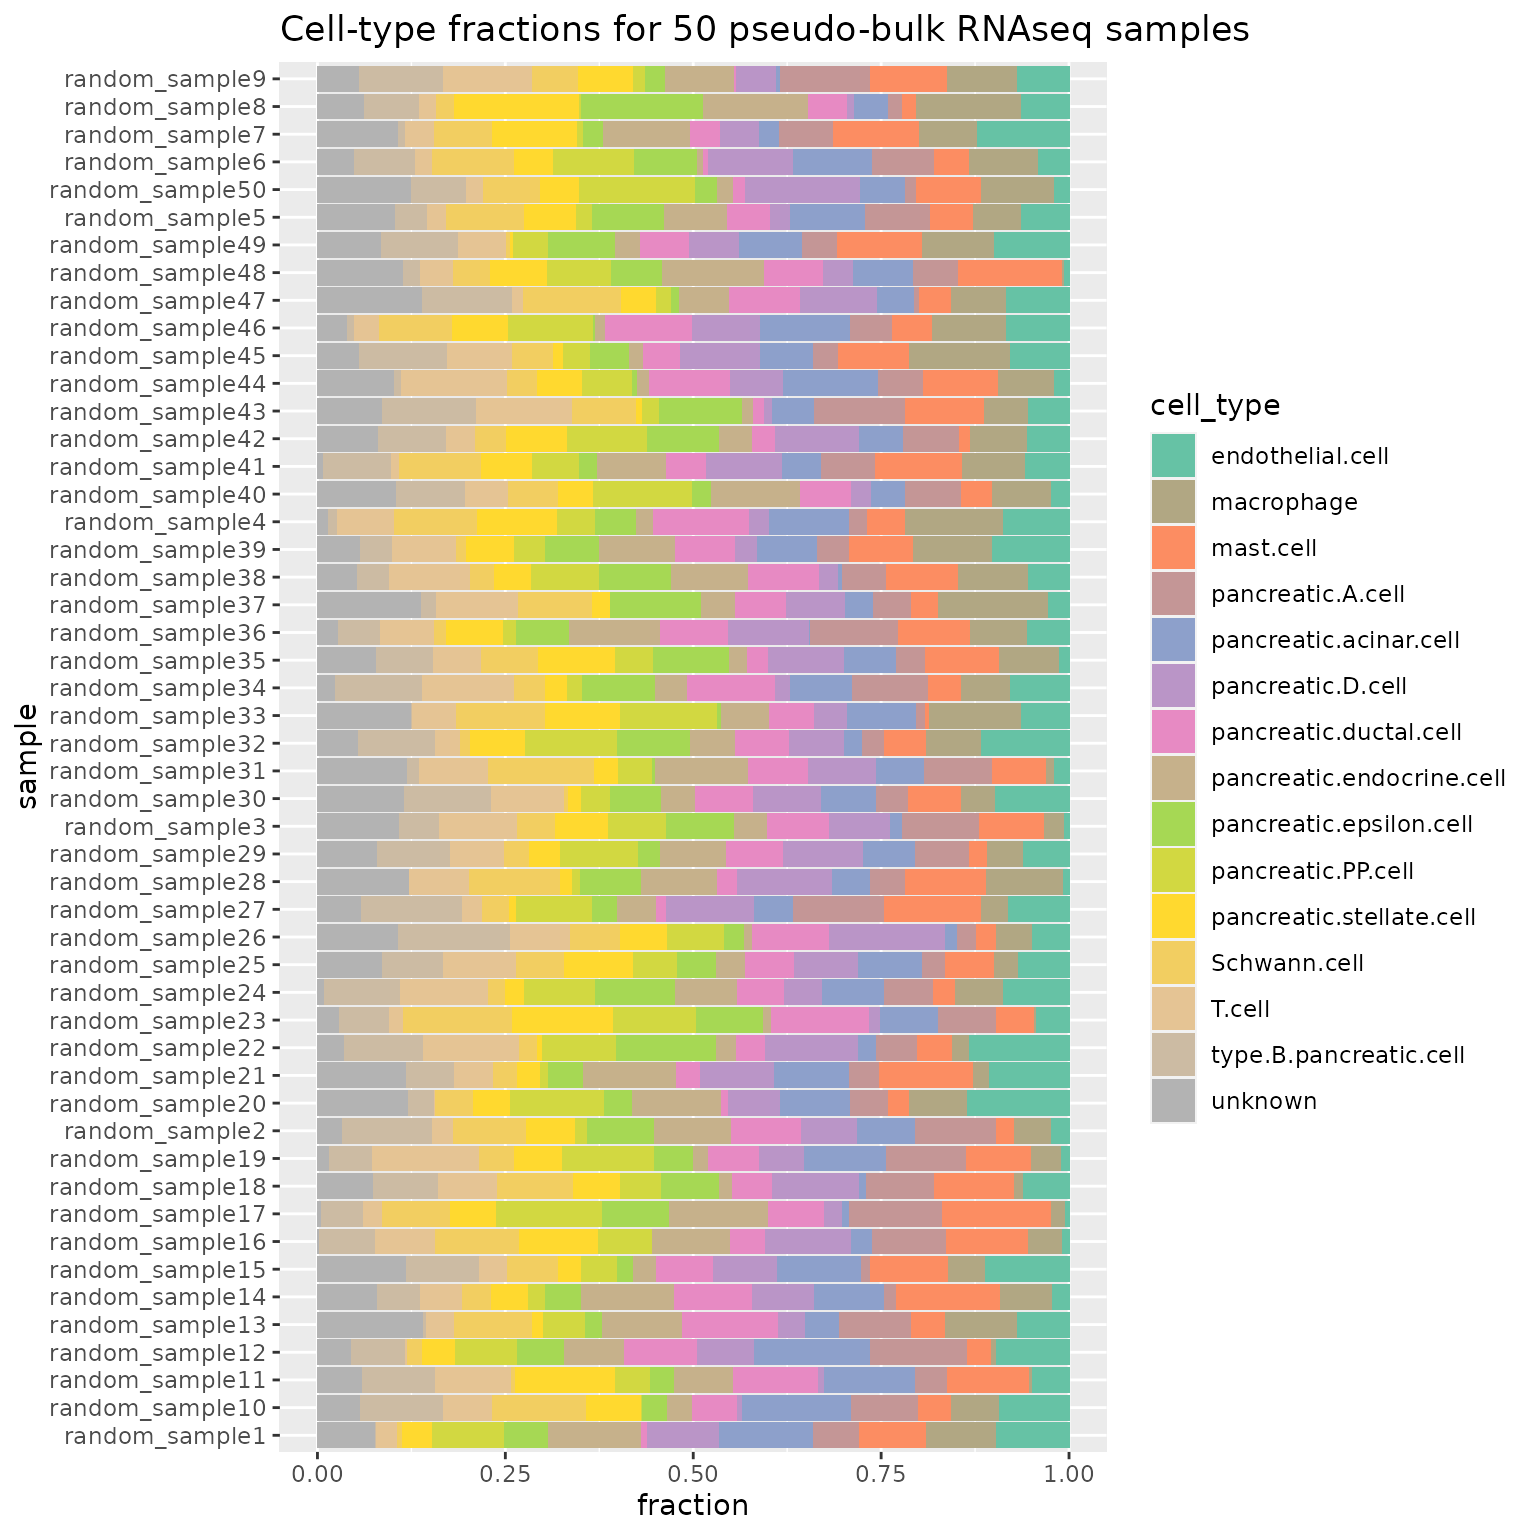 Cell-type fractions for 50 pseudo-bulk RNAseq samples
random_sample9
random_sample8
random_sample7
random_sample6
random_sample50
random_sample5
random_sample49
random_sample48
random_sample47
random_sample46
random_sample45
random_sample44
random_sample43
random_sample42
random_sample41
random_sample40
random_sample4
random_sample39
random_sample38
random_sample37
random_sample36
random_sample35
random_sample34
random_sample33
random_sample32
random_sample31
random_sample30
random_sample3
random_sample29
random_sample28
random_sample27
random_sample26
random_sample25
random_sample24
random_sample23
random_sample22
random_sample21
random_sample20
random_sample2
random_sample19
random_sample18
random_sample17
random_sample16
random_sample15
random_sample14
random_sample13
random_sample12
random_sample11
random_sample10
random_sample1
sample
0.00 0.25 0.50 0.75 1.00
fraction
cell_type
endothelial.cell
macrophage
mast.cell
pancreatic.A.cell
pancreatic.acinar.cell
pancreatic.D.cell
pancreatic.ductal.cell
pancreatic.endocrine.cell
pancreatic.epsilon.cell
pancreatic.PP.cell
pancreatic.stellate.cell
Schwann.cell
T.cell
type.B.pancreatic.cell
unknown